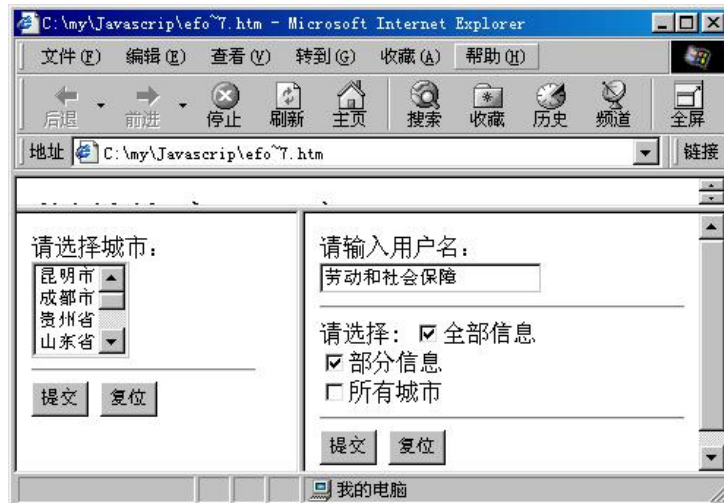 C:\my\Javascrip\efo~7.htm - Microsoft Internet Explorer
文件(F) 编辑(E) 查看(V) 转到(G) 收藏(A) 帮助(H)
后退 前进 停止 刷新 主页 搜索 收藏 历史 频道 全屏
地址 C:\my\Javascrip\efo~7.htm 链接
请选择城市：
昆明市
成都市
贵州省
山东省
提交 复位
请输入用户名：
劳动和社会保障
请选择: 全部信息
部分信息
所有城市
提交 复位
我的电脑